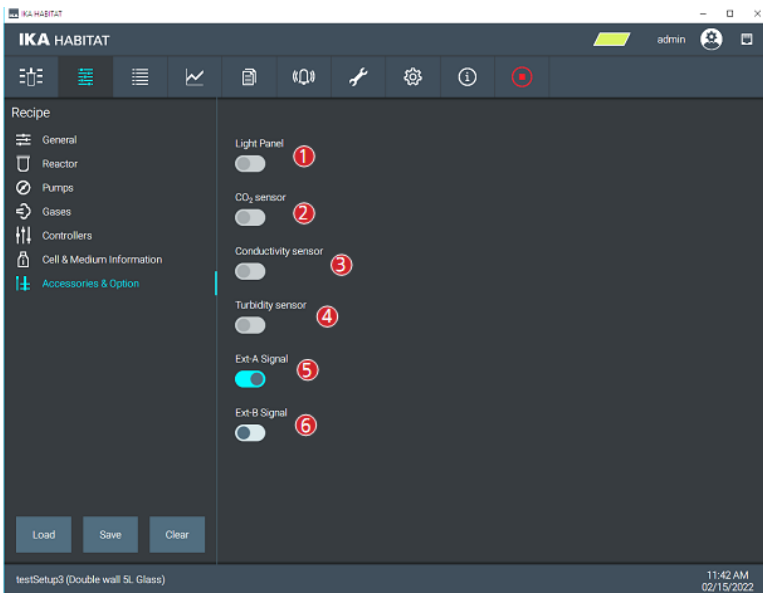 IKA HABITAT
IKA HABITAT
admin
Recipe
General
Reactor
Pumps
Gases
Controllers
Cell & Medium Information
Accessories & Option
Light Panel
1
CO₂ sensor
2
Conductivity sensor
3
Turbidity sensor
4
Ext-A Signal
5
Ext-B Signal
6
Load Save Clear
testSetup3 (Double wall 5L Glass)
11:42 AM
02/15/2022